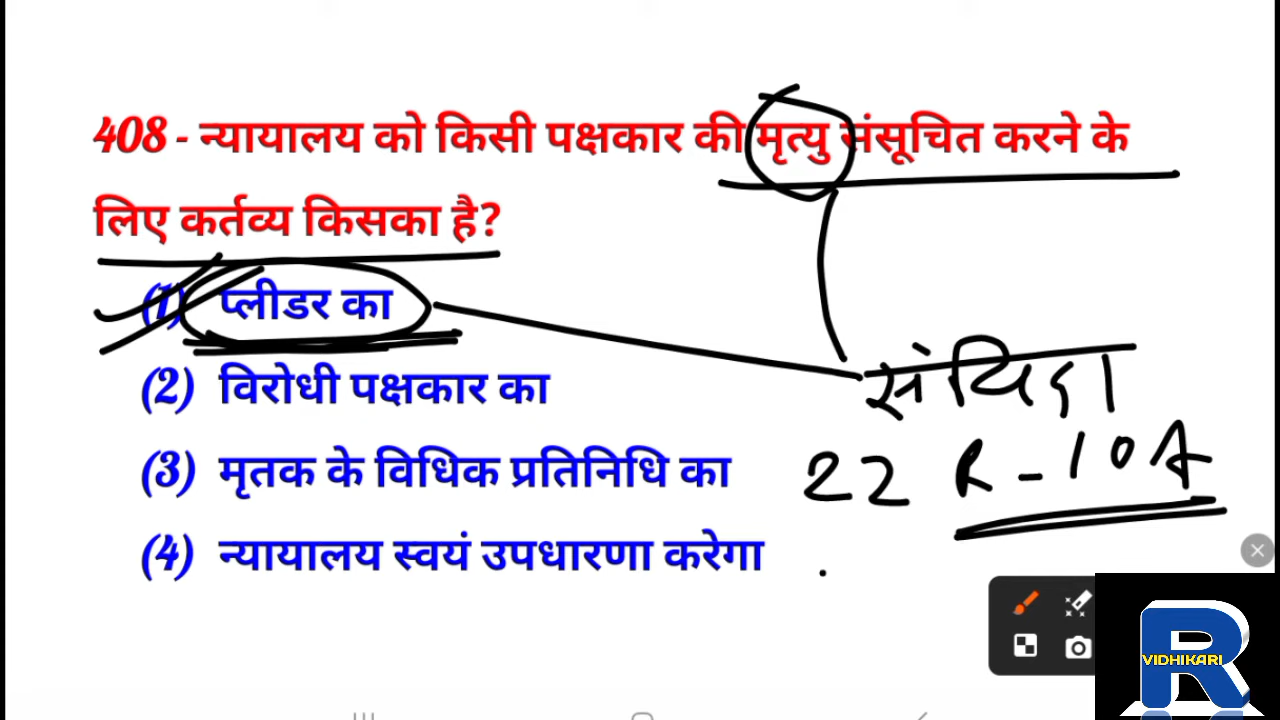 408 - न्यायालय को किसी पक्षकार की मृत्यु संसूचित करने के
लिए कर्तव्य किसका है?
(1) प्लीडर का
(2) विरोधी पक्षकार का
(3) मृतक के विधिक प्रतिनिधि का
(4) न्यायालय स्वयं उपधारणा करेगा
संविदा
22 R - 10A
R
VIDHIKARI